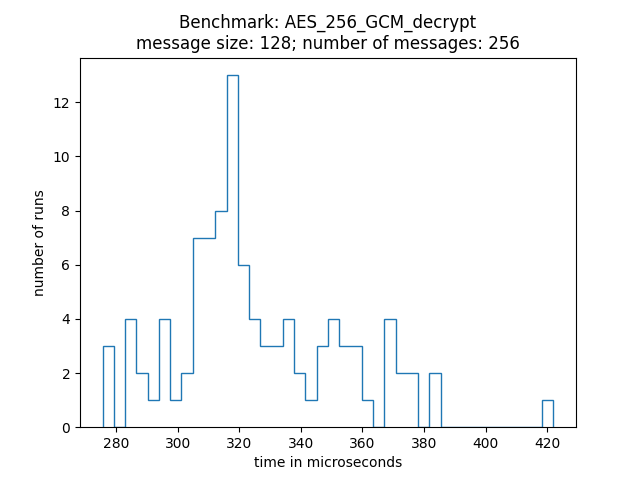 Benchmark: AES_256_GCM_decrypt
message size: 128; number of messages: 256
number of runs
12
10
8
6
4
2
0
280 300 320 340 360 380 400 420
time in microseconds